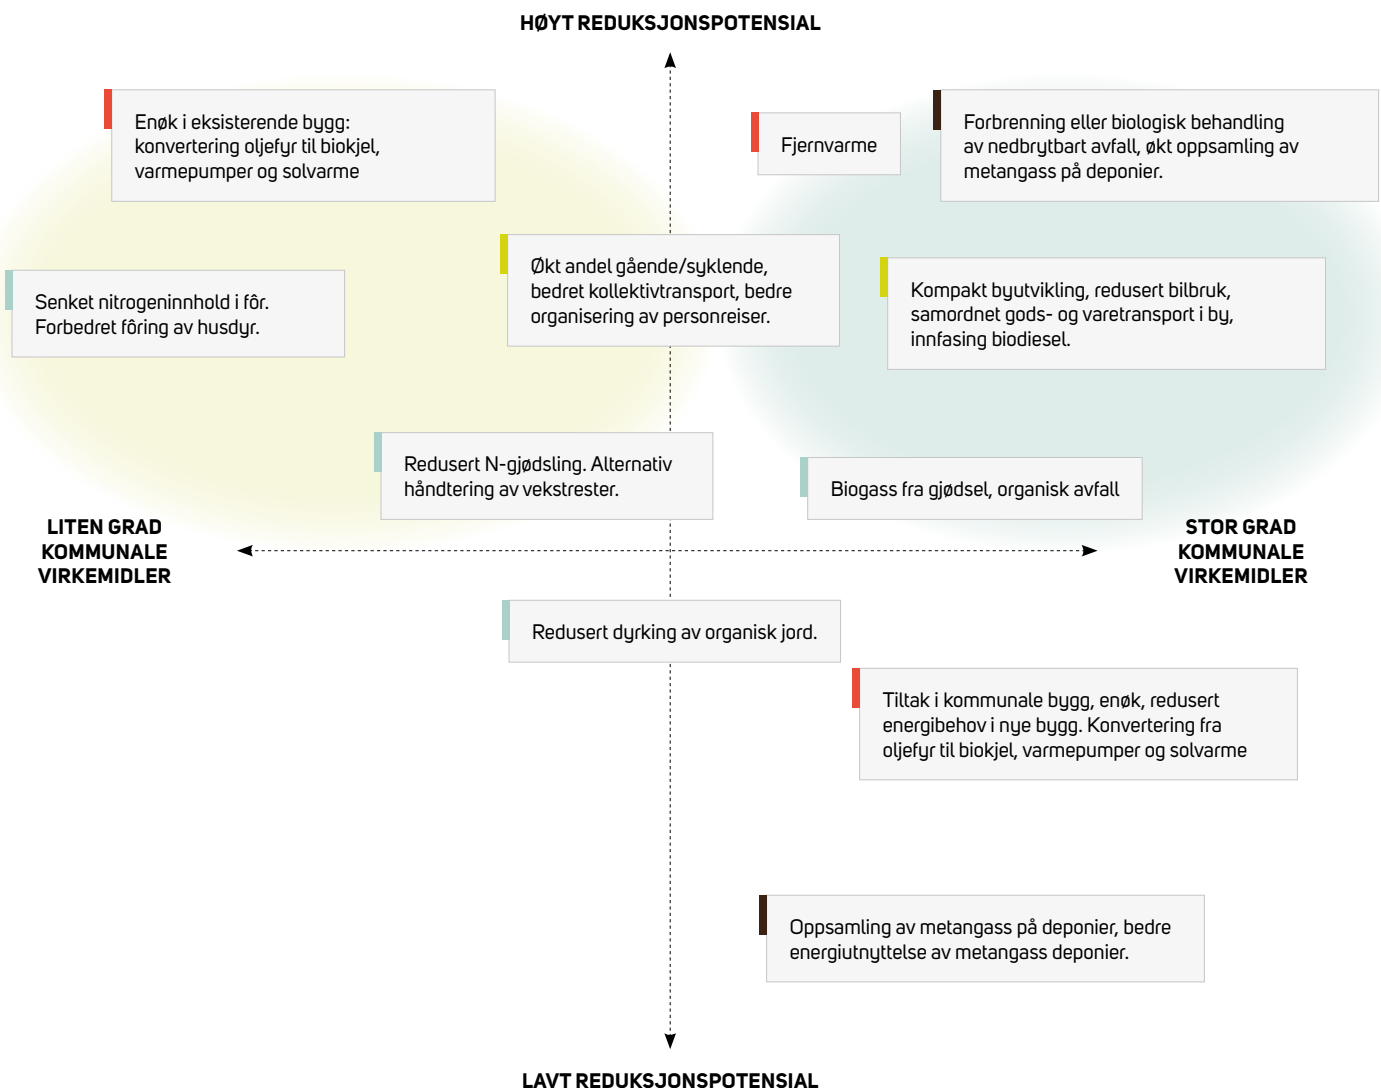 HØYT REDUKSJONSPOTENSIAL
Enøk i eksisterende bygg:
konvertering oljefyr til biokjel,
varmepumper og solvarme
Fjernvarme
Forbrenning eller biologisk behandling
av nedbrytbart avfall, økt oppsamling av
metangass på deponier.
Senket nitrogeninnhold i fôr.
Forbedret fôring av husdyr.
Økt andel gående/syklende,
bedret kollektivtransport, bedre
organisering av personreiser.
Kompakt byutvikling, redusert bilbruk,
samordnet gods- og varetransport i by,
innfasing biodiesel.
Redusert N-gjødsling. Alternativ
håndtering av vekstrester.
Biogass fra gjødsel, organisk avfall
LITEN GRAD
KOMMUNALE
VIRKEMIDLER
STOR GRAD
KOMMUNALE
VIRKEMIDLER
Redusert dyrking av organisk jord.
Tiltak i kommunale bygg, enøk, redusert
energibehov i nye bygg. Konvertering fra
oljefyr til biokjel, varmepumper og solvarme
Oppsamling av metangass på deponier, bedre
energiutnyttelse av metangass deponier.
LAVT REDUKSJONSPOTENSIAL